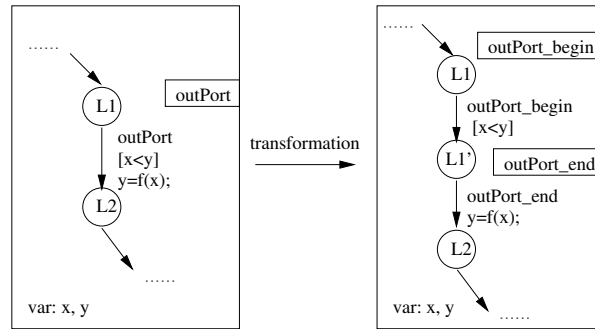 ......
L1
outPort
outPort
[x<y]
y=f(x);
L2
......
var: x, y
transformation
......
outPort_begin
L1
outPort_begin
[x<y]
L1'
outPort_end
outPort_end
y=f(x);
L2
......
var: x, y